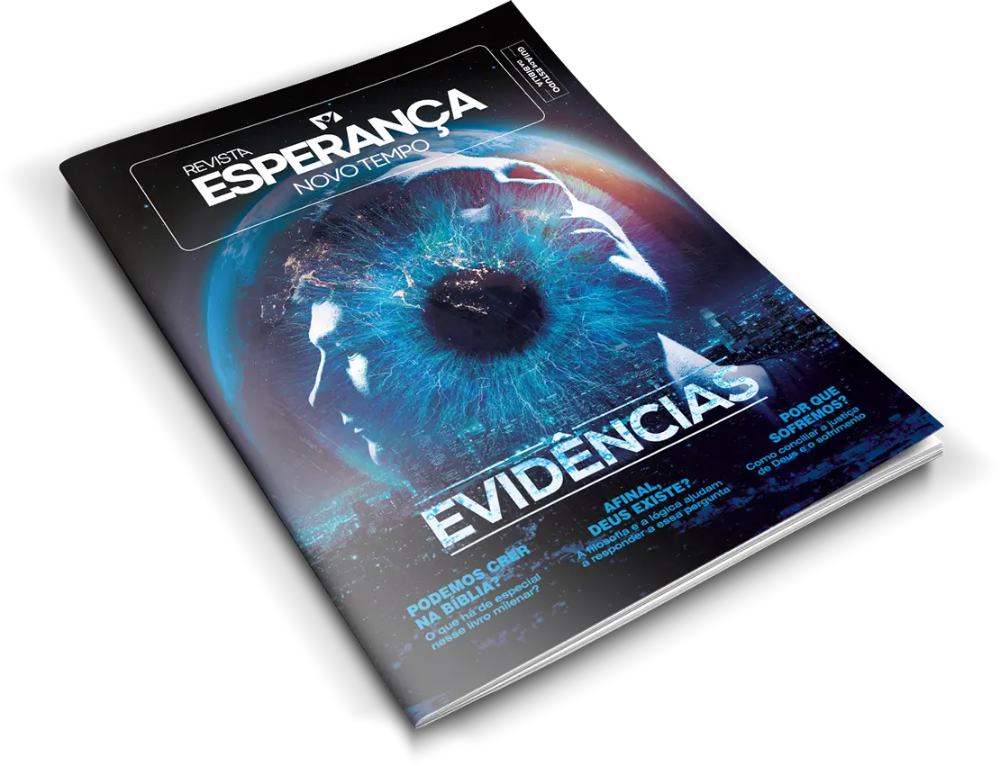 GUIA DE ESTUDO
DA BÍBLIA
REVISTA
ESPERANÇA
NOVO TEMPO
EVIDÊNCIAS
PODEMOS CRER
NA BÍBLIA?
O que há de especial
nesse livro milenar?
AFINAL,
DEUS EXISTE?
A filosofia e a lógica ajudam
a responder a essa pergunta
POR QUE
SOFREMOS?
Como conciliar a justiça
de Deus e o sofrimento